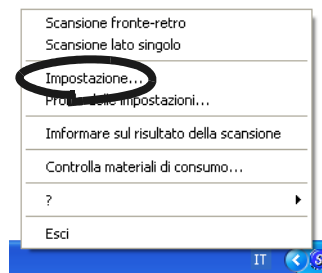 Scansione fronte-retro
Scansione lato singolo
Impostazione...
delle impostazioni...
Imformare sul risultato della scansione
Controlla materiali di consumo...
?
Esci
IT